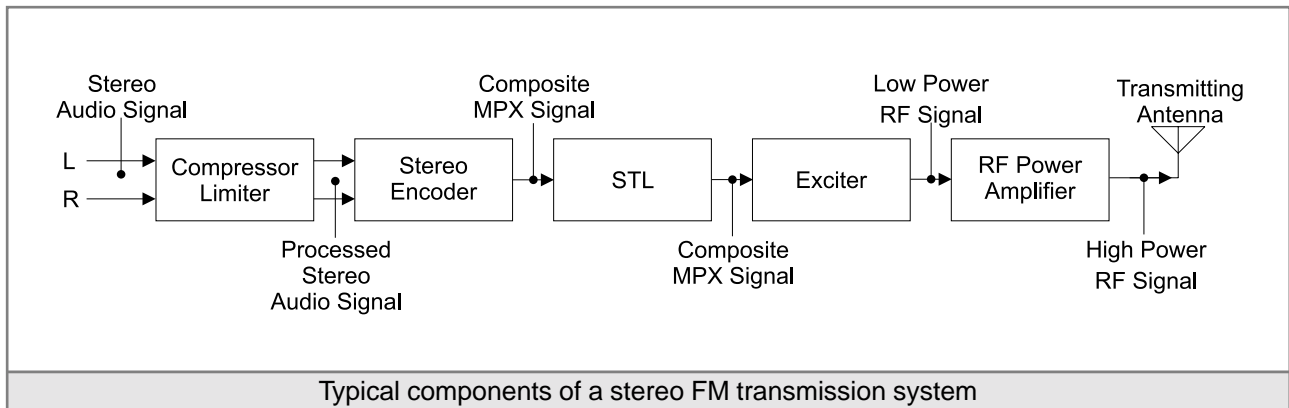 Stereo
Audio Signal
L
R
Compressor
Limiter
Processed
Stereo
Audio Signal
Stereo
Encoder
Composite
MPX Signal
STL
Composite
MPX Signal
Exciter
Low Power
RF Signal
RF Power
Amplifier
High Power
RF Signal
Transmitting
Antenna
Typical components of a stereo FM transmission system